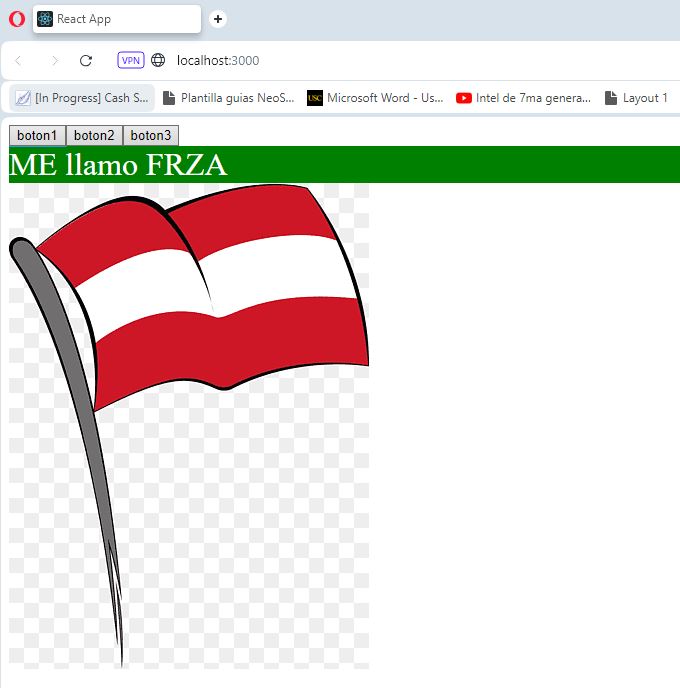 React App
VPN localhost:3000
[In Progress] Cash S... Plantilla guias NeoS... USC Microsoft Word - Us... Intel de 7ma genera... Layout 1
boton1 boton2 boton3
ME llamo FRZA